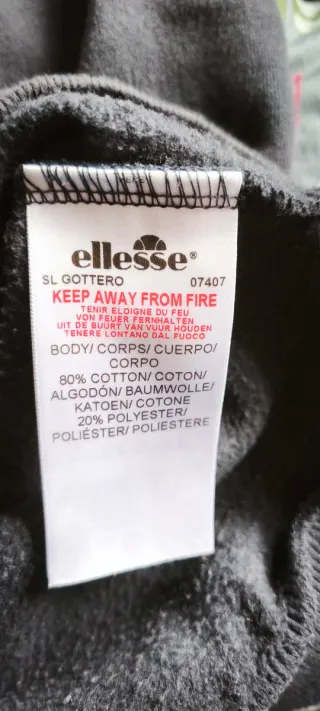 ellesse®
SL GOTTERO 07407
KEEP AWAY FROM FIRE
TENIR ELOIGNE DU FEU
VON FEUER FERNHALTEN
UIT DE BUURT VAN VUUR HOUDEN
TENERE LONTANO DAL FUOCO
BODY/ CORPS/ CUERPO/
CORPO
80% COTTON/ COTON/
ALGODÓN/ BAUMWOLLE/
KATOEN/ COTONE
20% POLYESTER/
POLIÉSTER/ POLIESTERE